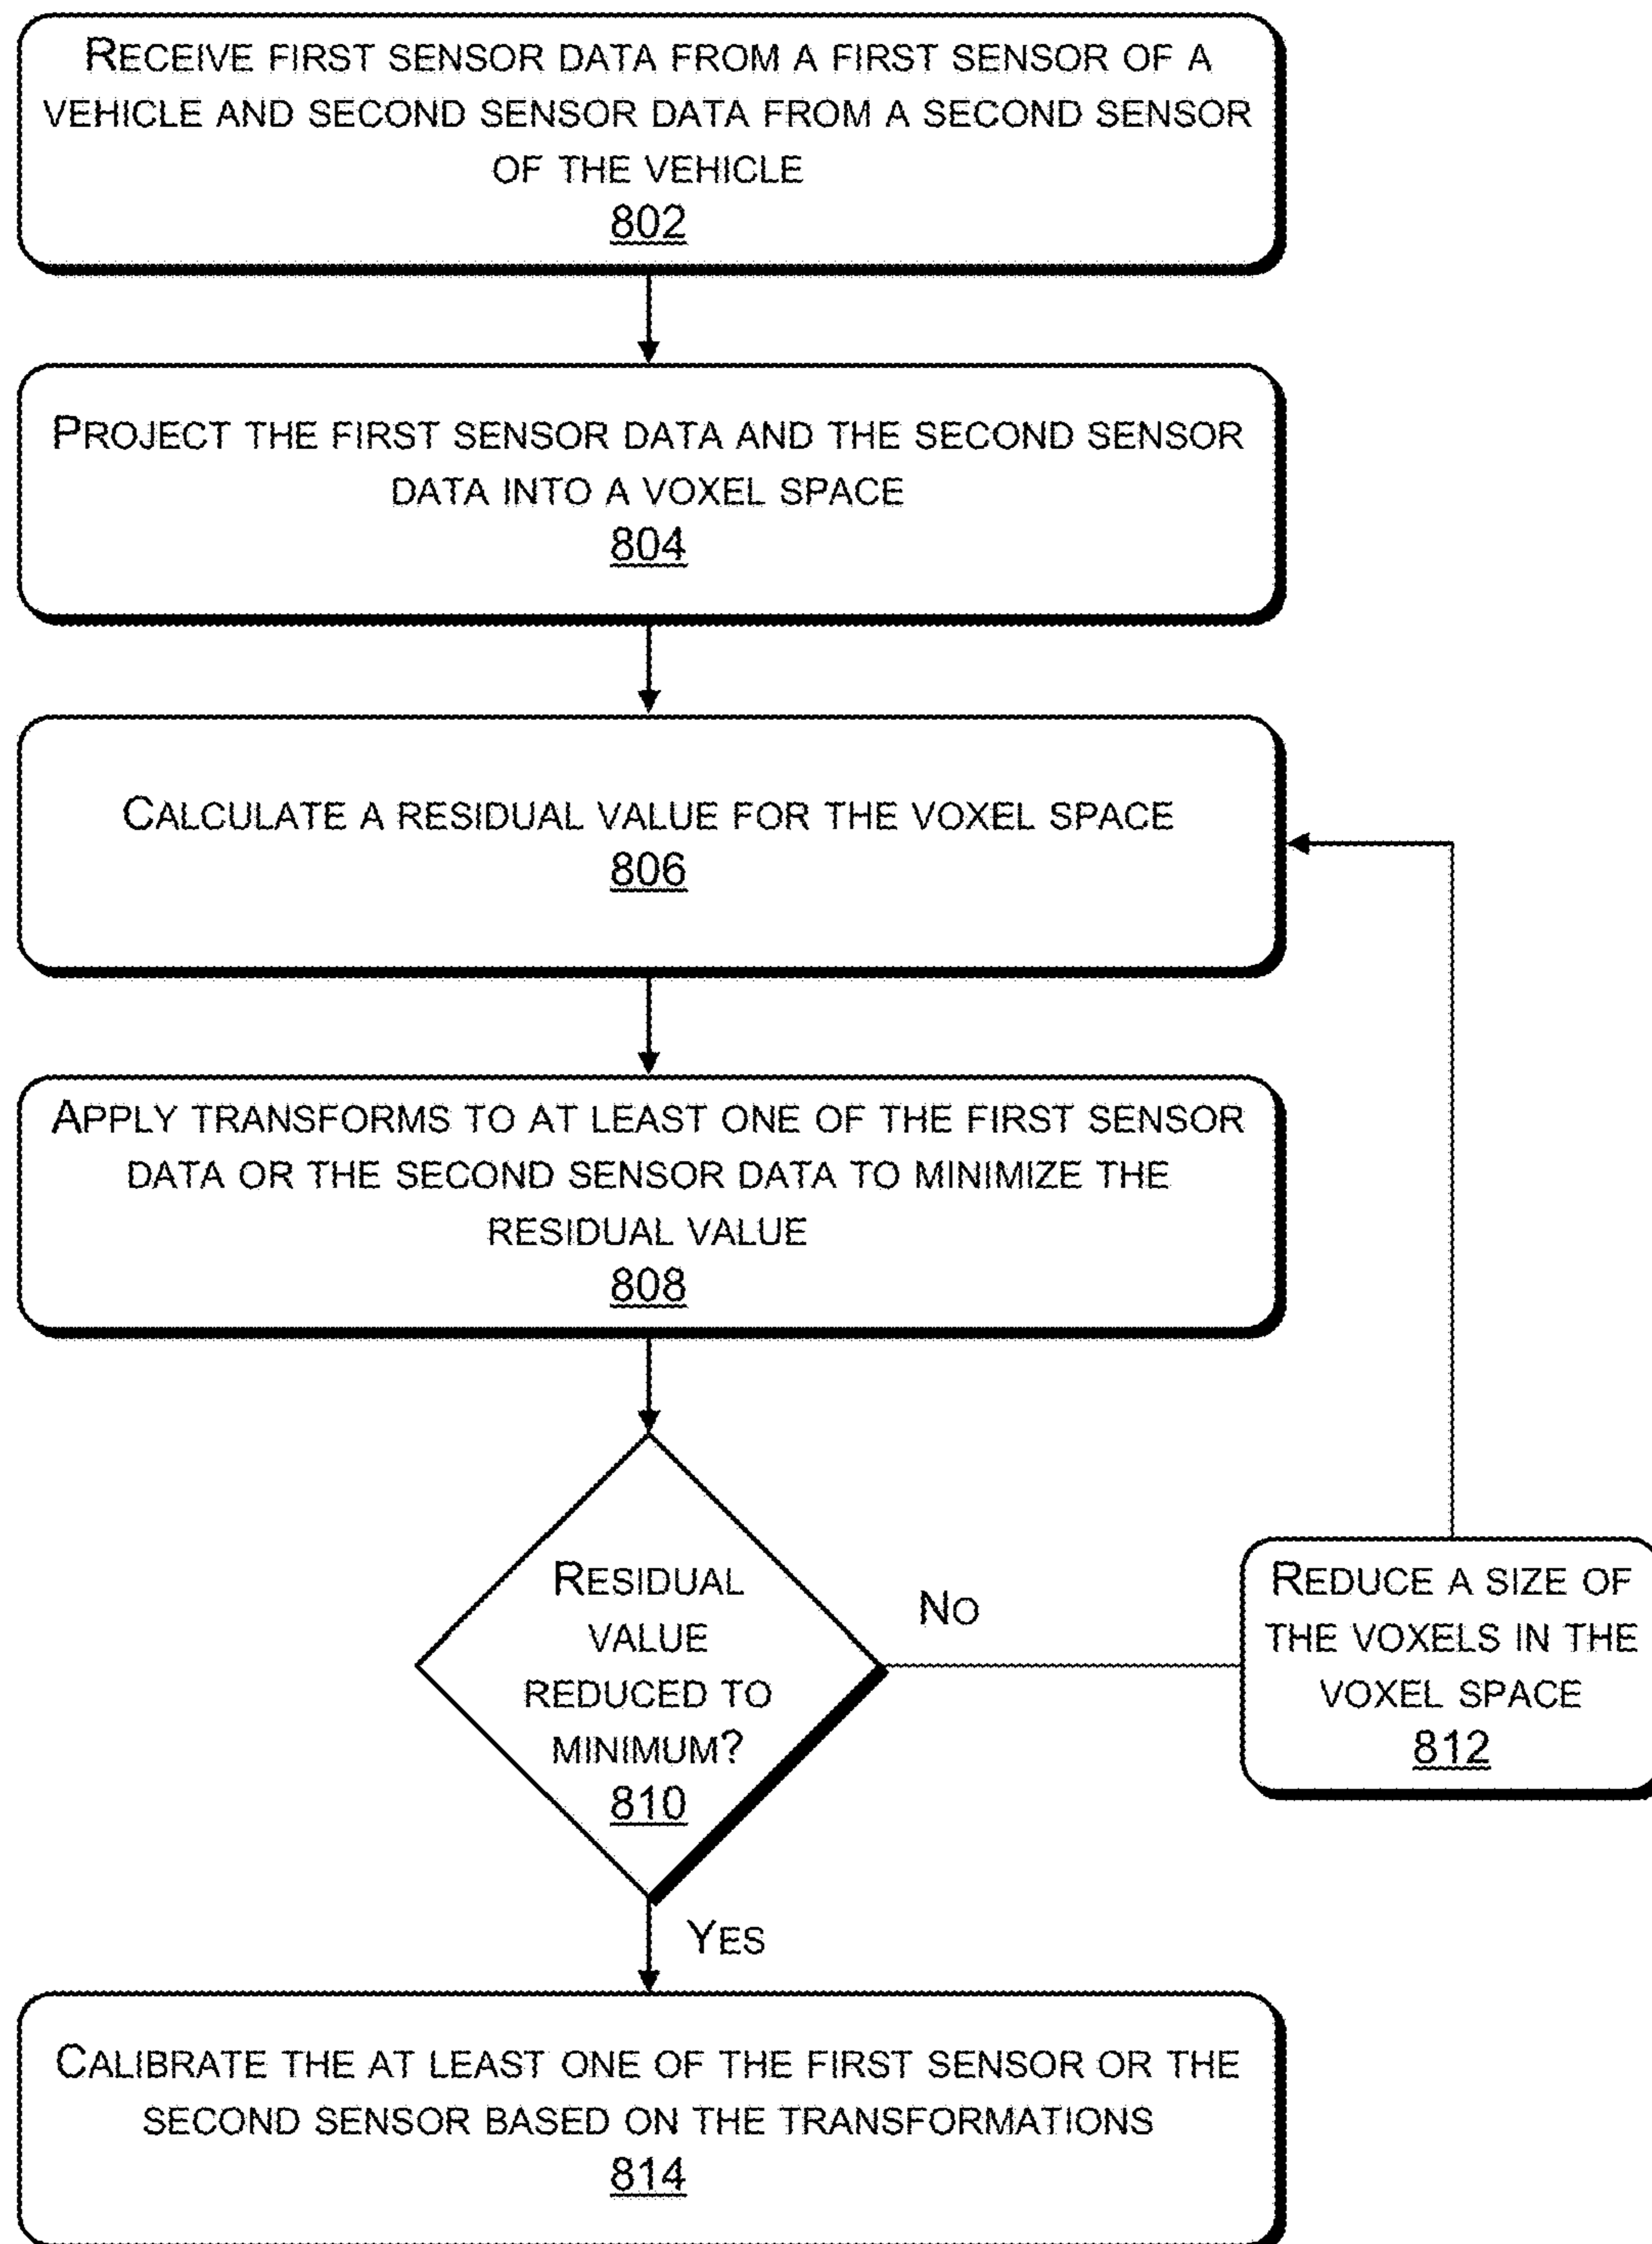 RECEIVE FIRST SENSOR DATA FROM A FIRST SENSOR OF A
VEHICLE AND SECOND SENSOR DATA FROM A SECOND SENSOR
OF THE VEHICLE
802
PROJECT THE FIRST SENSOR DATA AND THE SECOND SENSOR
DATA INTO A VOXEL SPACE
804
CALCULATE A RESIDUAL VALUE FOR THE VOXEL SPACE
806
APPLY TRANSFORMS TO AT LEAST ONE OF THE FIRST SENSOR
DATA OR THE SECOND SENSOR DATA TO MINIMIZE THE
RESIDUAL VALUE
808
RESIDUAL
VALUE
REDUCED TO
MINIMUM?
810
NO
REDUCE A SIZE OF
THE VOXELS IN THE
VOXEL SPACE
812
YES
CALIBRATE THE AT LEAST ONE OF THE FIRST SENSOR OR THE
SECOND SENSOR BASED ON THE TRANSFORMATIONS
814